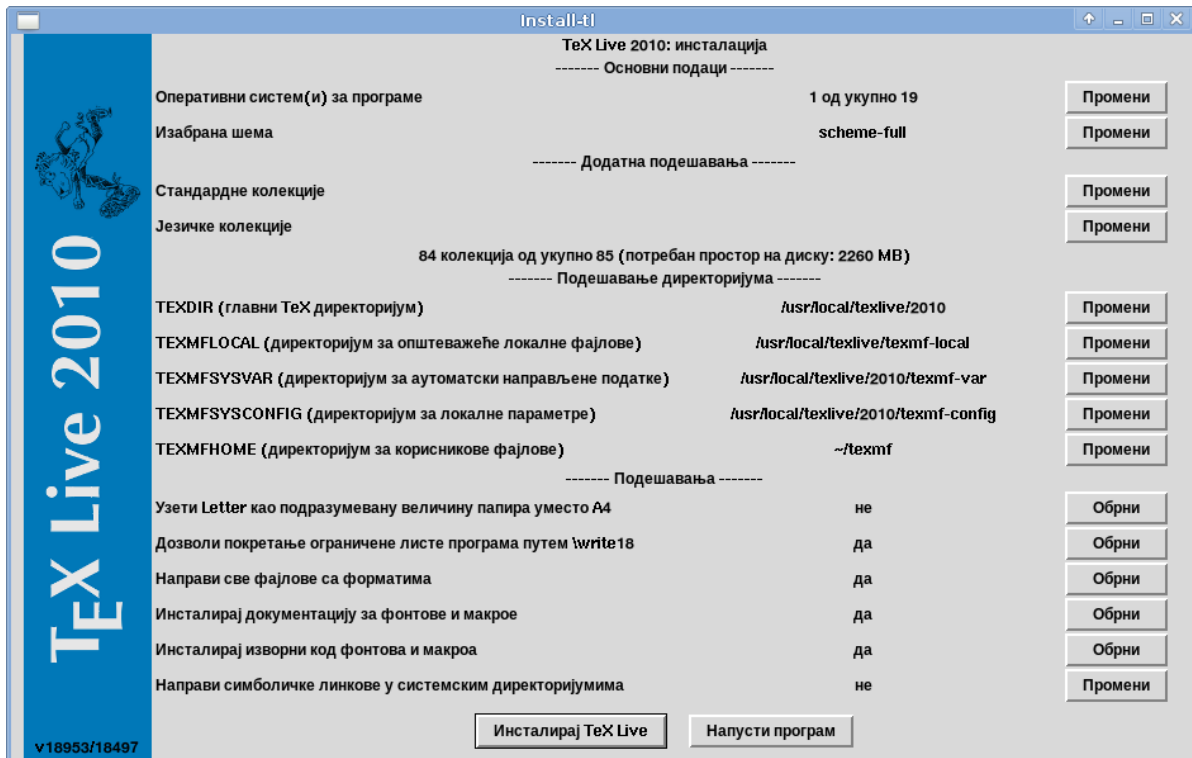 Install-tl
TeX Live 2010: инсталација
------- Основни подаци -------
Оперативни систем(и) за програме 1 од укупно 19 Промени
Изабрана шема scheme-full Промени
------- Додатна подешавања -------
Стандардне колекције Промени
Језичке колекције Промени
84 колекција од укупно 85 (потребан простор на диску: 2260 MB)
------- Подешавање директоријума -------
TEXDIR (главни TeX директоријум) /usr/local/texlive/2010 Промени
TEXMFLOCAL (директоријум за општеважеће локалне фајлове) /usr/local/texlive/texmf-local Промени
TEXMFSYSVAR (директоријум за аутоматски направљене податке) /usr/local/texlive/2010/texmf-var Промени
TEXMFSYSCONFIG (директоријум за локалне параметре) /usr/local/texlive/2010/texmf-config Промени
TEXMFHOME (директоријум за корисникове фајлове) ~/texmf Промени
------- Подешавања -------
Узети Letter као подразумевану величину папира уместо A4 не Обрни
Дозволи покретање ограничене листе програма путем \write18 да Обрни
Направи све фајлове са форматима да Обрни
Инсталирај документацију за фонтове и макрое да Обрни
Инсталирај изворни код фонтова и макроа да Обрни
Направи симболичке линкове у системским директоријумима не Промени
Инсталирај TeX Live Напусти програм
TEX Live 2010
v18953/18497